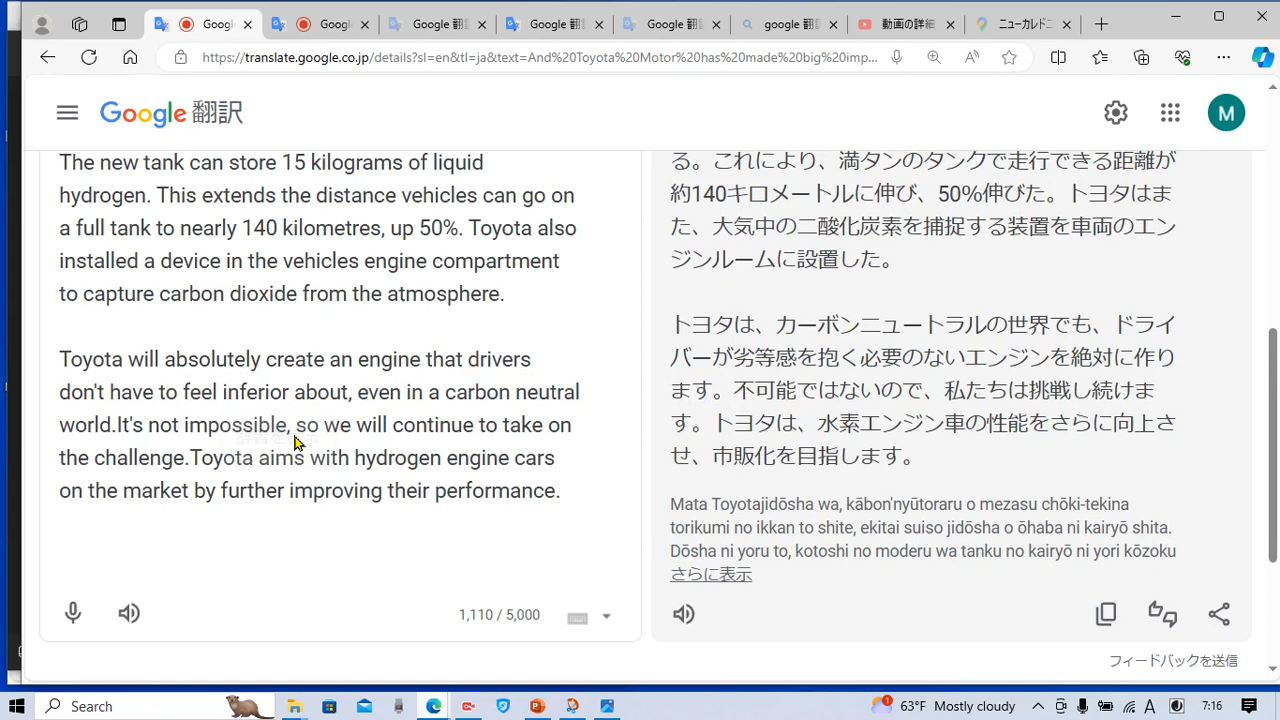 Googl
Googl
Google 翻
Google 翻
Google 翻
google 翻
動画の詳細
ニューカレドニ
https://translate.google.co.jp/details?sl=en&tl=ja&text=And%20Toyota%20Motor%20has%20made%20big%20imp...
Google 翻訳
M
The new tank can store 15 kilograms of liquid
hydrogen. This extends the distance vehicles can go on
a full tank to nearly 140 kilometres, up 50%. Toyota also
installed a device in the vehicles engine compartment
to capture carbon dioxide from the atmosphere.
Toyota will absolutely create an engine that drivers
don't have to feel inferior about, even in a carbon neutral
world.It's not impossible, so we will continue to take on
the challenge.Toyota aims with hydrogen engine cars
on the market by further improving their performance.
1,110 / 5,000
る。これにより、満タンのタンクで走行できる距離が
約140キロメートルに伸び、50%伸びた。トヨタはま
た、大気中の二酸化炭素を捕捉する装置を車両のエン
ジンルームに設置した。
トヨタは、カーボンニュートラルの世界でも、ドライ
バーが劣等感を抱く必要のないエンジンを絶対に作り
ます。不可能ではないので、私たちは挑戦し続けま
す。トヨタは、水素エンジン車の性能をさらに向上さ
せ、市販化を目指します。
Mata Toyotajidōsha wa, kābon'nyūtoraru o mezasu chōki-tekina
torikumi no ikkan to shite, ekitai suiso jidōsha o ōhaba ni kairyō shita.
Dōsha ni yoru to, kotoshi no moderu wa tanku no kairyō ni yori kōzoku
さらに表示
フィードバックを送信
Search
1
63°F Mostly cloudy
A
7:16